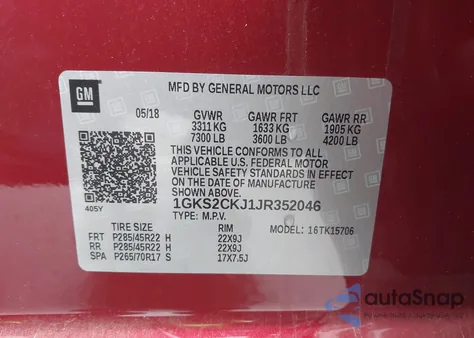 GM
MFD BY GENERAL MOTORS LLC
05/18 GVWR GAWR FRT GAWR RR
3311 KG 1633 KG 1905 KG
7300 LB 3600 LB 4200 LB
THIS VEHICLE CONFORMS TO ALL
APPLICABLE U.S. FEDERAL MOTOR
VEHICLE SAFETY STANDARDS IN EFFECT
ON THE DATE OF MANUFACTURE SHOWN ABOVE.
1GKS2CKJ1JR352046
405Y TYPE: M.P.V.
TIRE SIZE RIM MODEL: 16TK15706
FRT P285/45R22 H 22X9J
RR P285/45R22 H 22X9J
SPA P265/70R17 S 17X7.5J
autoSnap